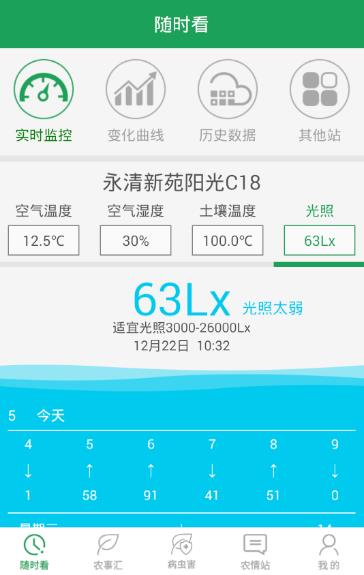 随时看
实时监控 变化曲线 历史数据 其他站
永清新苑阳光C18
空气温度 空气湿度 土壤温度 光照
12.5℃ 30% 100.0℃ 63Lx
63Lx 光照太弱
适宜光照3000-26000Lx
12月22日 10:32
5 今天
4 5 6 7 8 9
↓ ↑ ↑ ↓ ↑ ↓
1 58 91 41 51 0
随时看 农事汇 病虫害 农情站 我的